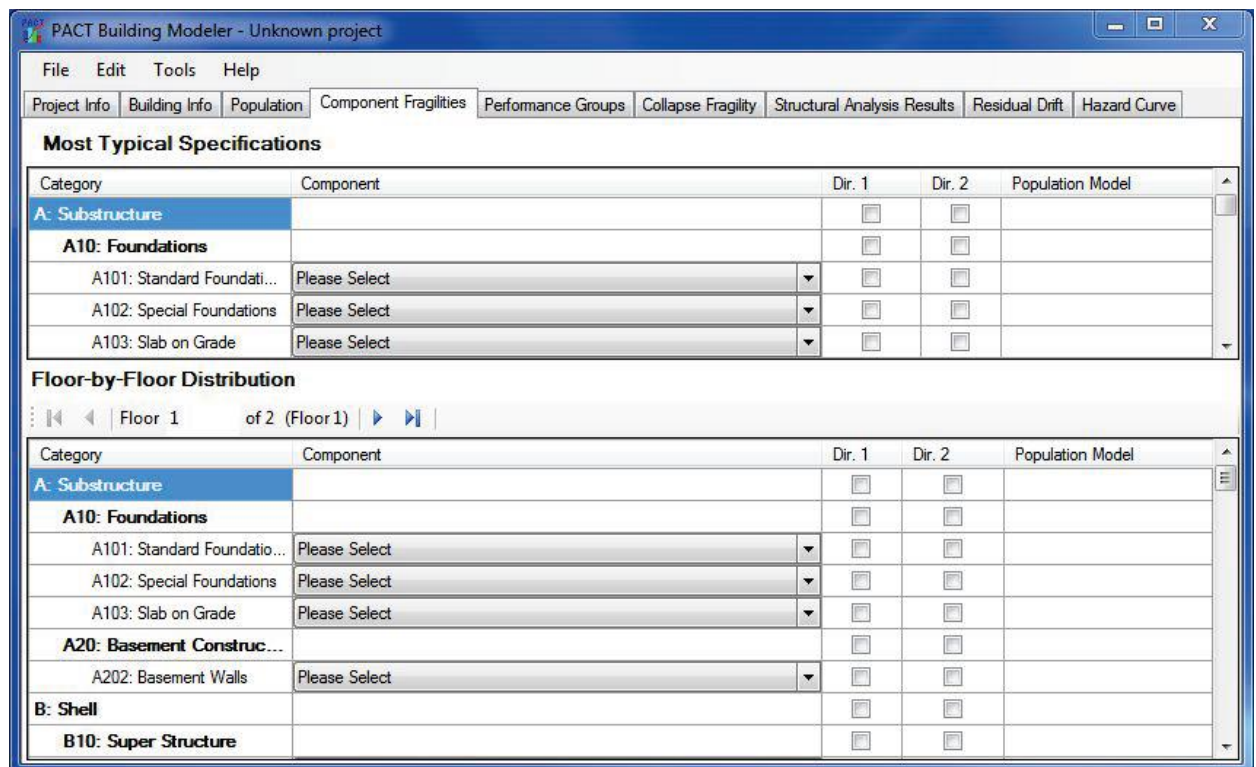 PACT Building Modeler - Unknown project
File Edit Tools Help
Project Info Building Info Population Component Fragilities Performance Groups Collapse Fragility Structural Analysis Results Residual Drift Hazard Curve
Most Typical Specifications
Category Component Dir. 1 Dir. 2 Population Model
A: Substructure
A10: Foundations
A101: Standard Foundati... Please Select
A102: Special Foundations Please Select
A103: Slab on Grade Please Select
Floor-by-Floor Distribution
Floor 1 of 2 (Floor 1)
Category Component Dir. 1 Dir. 2 Population Model
A: Substructure
A10: Foundations
A101: Standard Foundatio... Please Select
A102: Special Foundations Please Select
A103: Slab on Grade Please Select
A20: Basement Construc...
A202: Basement Walls Please Select
B: Shell
B10: Super Structure